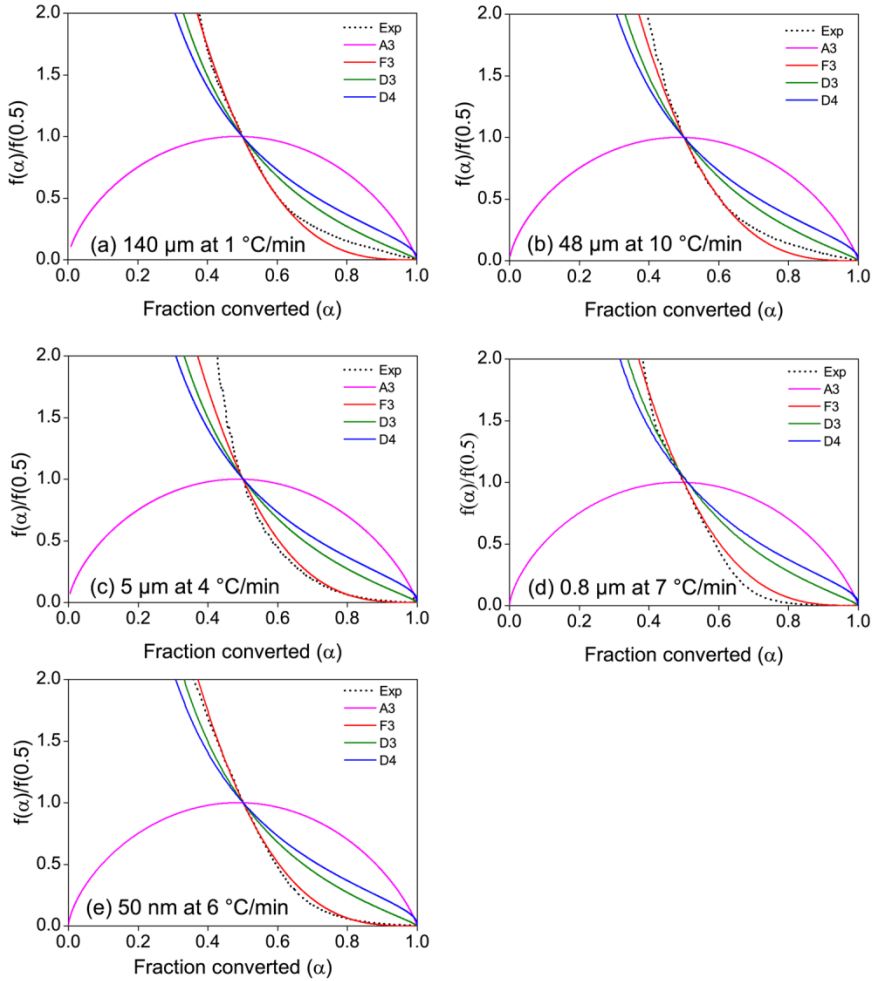 2.0
1.5
1.0
0.5
0.0
f(α)/f(0.5)
Exp
A3
F3
D3
D4
(a) 140 μm at 1 °C/min
0.0 0.2 0.4 0.6 0.8 1.0
Fraction converted (α)
2.0
1.5
1.0
0.5
0.0
f(α)/f(0.5)
Exp
A3
F3
D3
D4
(b) 48 μm at 10 °C/min
0.0 0.2 0.4 0.6 0.8 1.0
Fraction converted (α)
2.0
1.5
1.0
0.5
0.0
f(α)/f(0.5)
Exp
A3
F3
D3
D4
(c) 5 μm at 4 °C/min
0.0 0.2 0.4 0.6 0.8 1.0
Fraction converted (α)
2.0
1.5
1.0
0.5
0.0
f(α)/f(0.5)
Exp
A3
F3
D3
D4
(d) 0.8 μm at 7 °C/min
0.0 0.2 0.4 0.6 0.8 1.0
Fraction converted (α)
2.0
1.5
1.0
0.5
0.0
f(α)/f(0.5)
Exp
A3
F3
D3
D4
(e) 50 nm at 6 °C/min
0.0 0.2 0.4 0.6 0.8 1.0
Fraction converted (α)